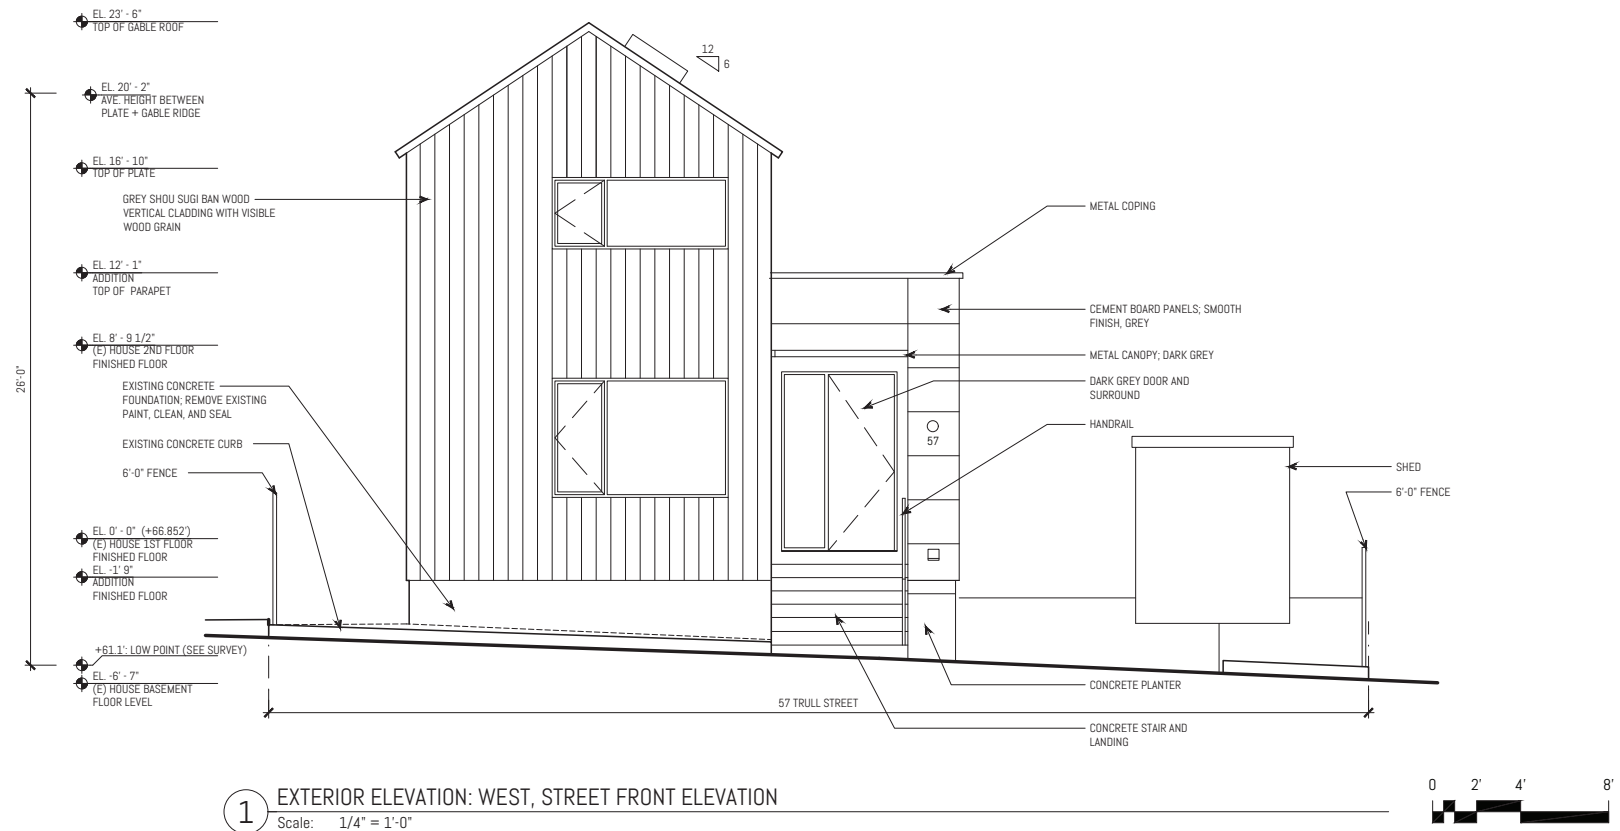 EL. 23' - 6"
TOP OF GABLE ROOF
12
6
EL. 20' - 2"
AVE. HEIGHT BETWEEN
PLATE + GABLE RIDGE
EL. 16' - 10"
TOP OF PLATE
GREY SHOU SUGI BAN WOOD
VERTICAL CLADDING WITH VISIBLE
WOOD GRAIN
METAL COPING
EL. 12' - 1"
ADDITION
TOP OF PARAPET
CEMENT BOARD PANELS; SMOOTH
FINISH, GREY
EL. 8' - 9 1/2"
(E) HOUSE 2ND FLOOR
FINISHED FLOOR
METAL CANOPY; DARK GREY
26'-0"
EXISTING CONCRETE
FOUNDATION; REMOVE EXISTING
PAINT, CLEAN, AND SEAL
DARK GREY DOOR AND
SURROUND
HANDRAIL
57
EXISTING CONCRETE CURB
6'-0" FENCE
SHED
6'-0" FENCE
EL. 0' - 0" (+66.852')
(E) HOUSE 1ST FLOOR
FINISHED FLOOR
EL. -1' 9"
ADDITION
FINISHED FLOOR
+61.1': LOW POINT (SEE SURVEY)
EL. -6' - 7"
(E) HOUSE BASEMENT
FLOOR LEVEL
CONCRETE PLANTER
57 TRULL STREET
CONCRETE STAIR AND
LANDING
1
EXTERIOR ELEVATION: WEST, STREET FRONT ELEVATION
Scale: 1/4" = 1'-0"
0 2' 4' 8'